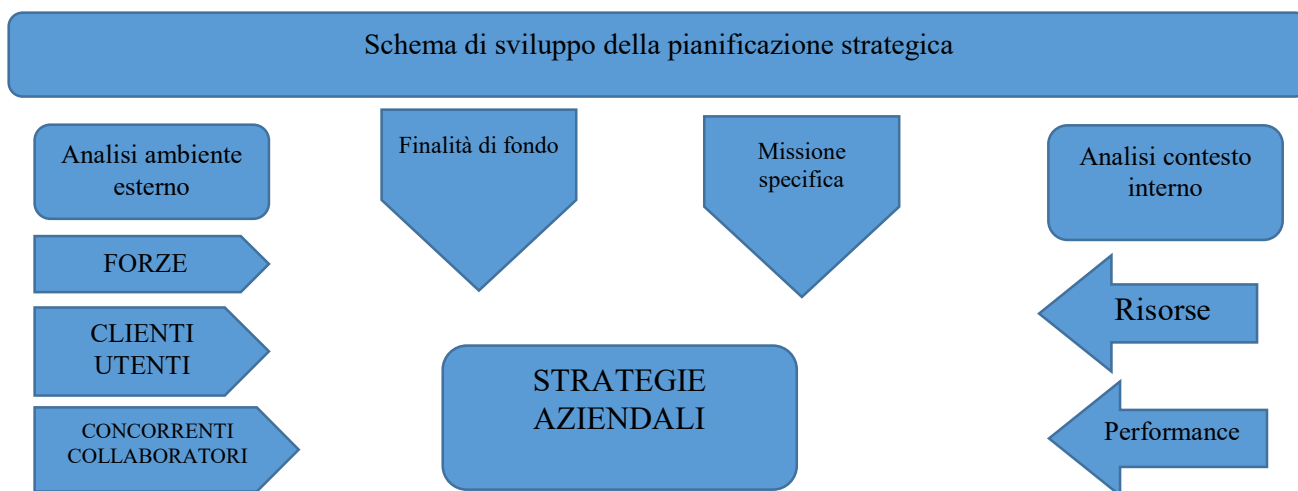 Schema di sviluppo della pianificazione strategica
Analisi ambiente
esterno
Finalità di fondo
Missione
specifica
Analisi contesto
interno
FORZE
CLIENTI
UTENTI
CONCORRENTI
COLLABORATORI
STRATEGIE
AZIENDALI
Risorse
Performance